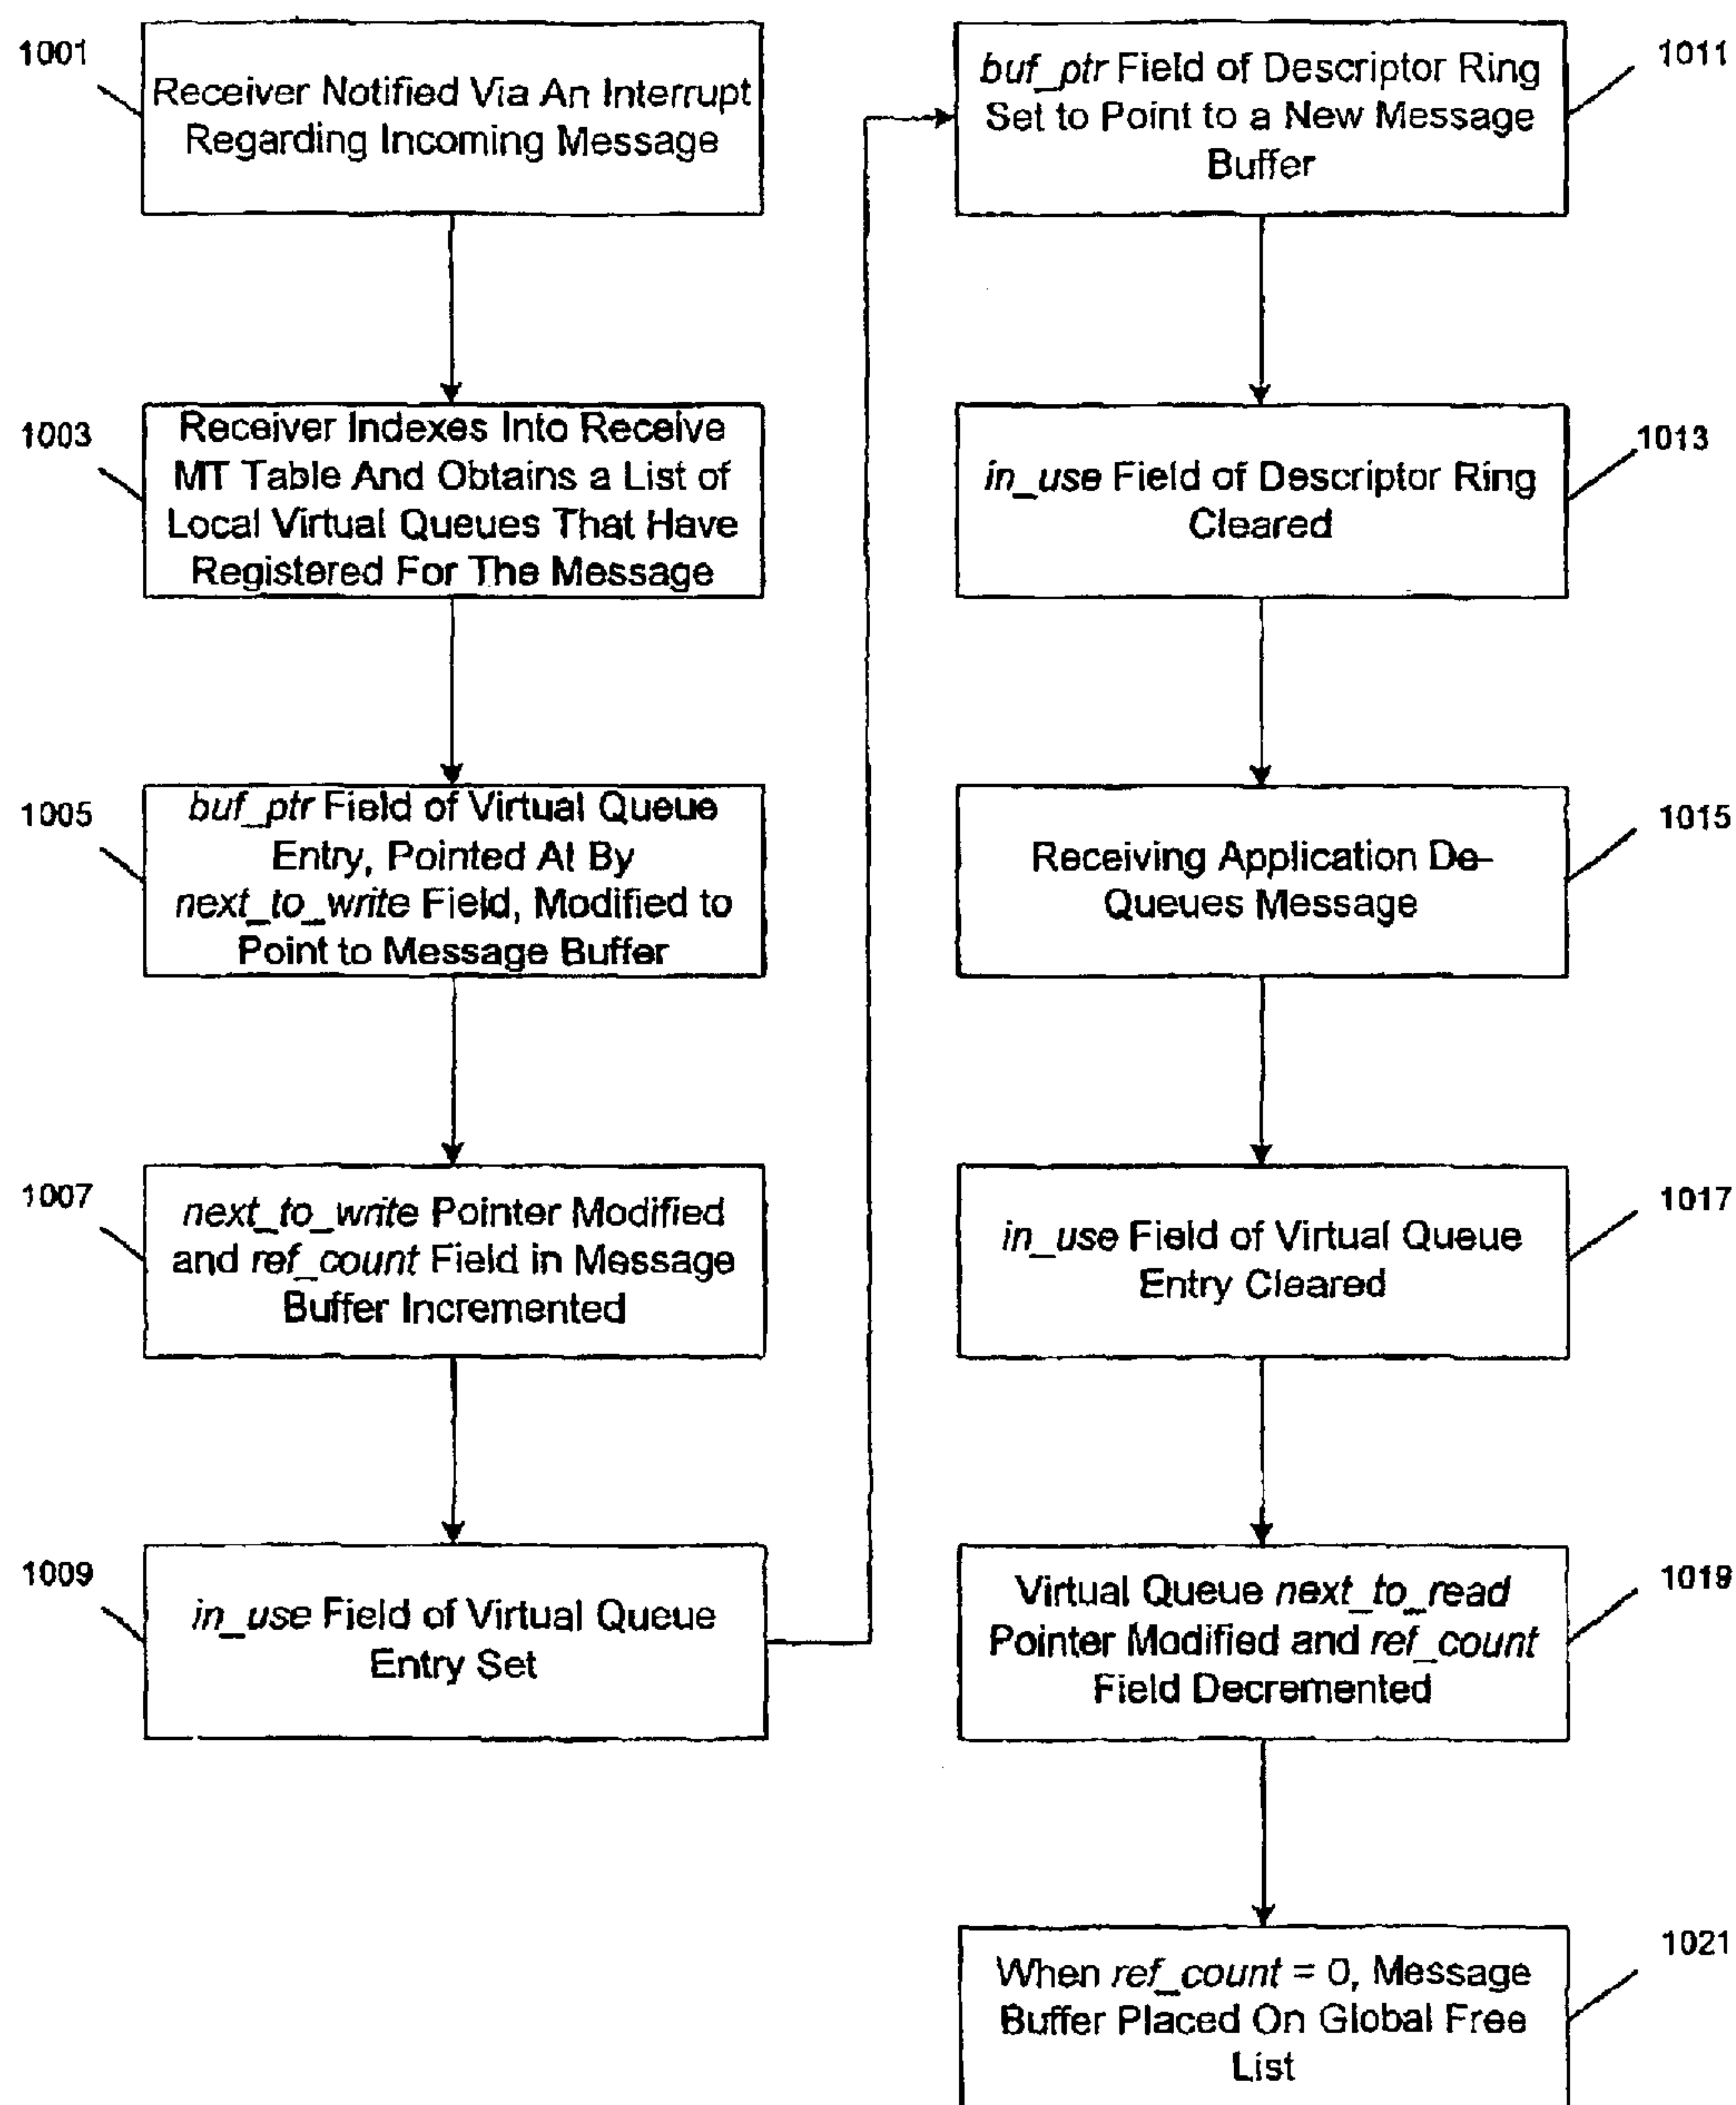 1001
Receiver Notified Via An Interrupt
Regarding Incoming Message
1003
Receiver Indexes Into Receive
MT Table And Obtains a List of
Local Virtual Queues That Have
Registered For The Message
1005
buf_ptr Field of Virtual Queue
Entry, Pointed At By
next_to_write Field, Modified to
Point to Message Buffer
1007
next_to_write Pointer Modified
and ref_count Field in Message
Buffer Incremented
1009
in_use Field of Virtual Queue
Entry Set
1011
buf_ptr Field of Descriptor Ring
Set to Point to a New Message
Buffer
1013
in_use Field of Descriptor Ring
Cleared
1015
Receiving Application De-
Queues Message
1017
in_use Field of Virtual Queue
Entry Cleared
1019
Virtual Queue next_to_read
Pointer Modified and ref_count
Field Decremented
1021
When ref_count = 0, Message
Buffer Placed On Global Free
List